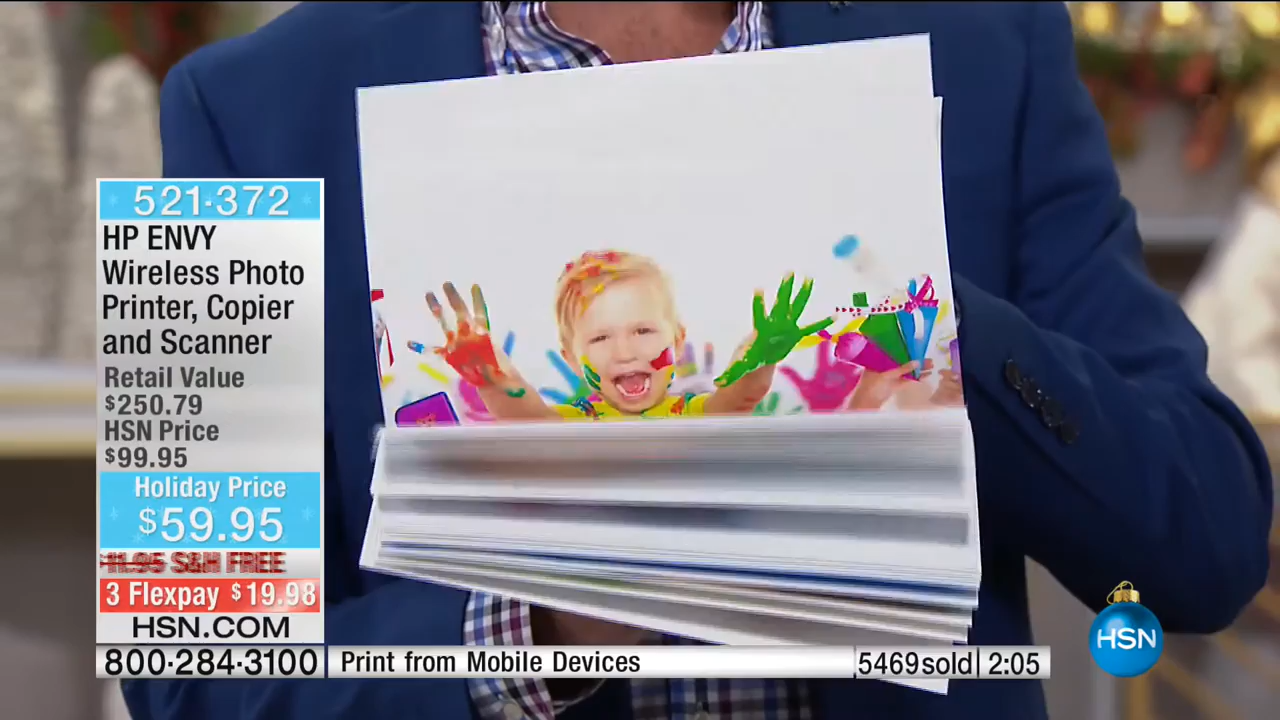 521·372
HP ENVY
Wireless Photo
Printer, Copier
and Scanner
Retail Value
$250.79
HSN Price
$99.95
Holiday Price
$59.95
$11.95 S&H FREE
3 Flexpay $19.98
HSN.COM
800·284·3100
Print from Mobile Devices
5469sold
2:05
HSN